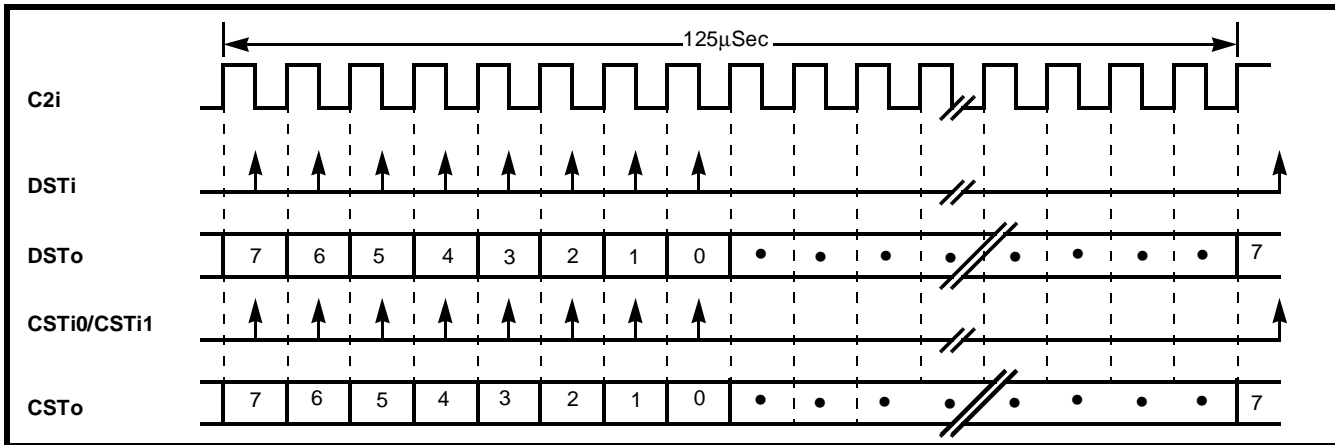 125μSec
C2i
DSTi
DSTo 7 6 5 4 3 2 1 0 • • • • • • • • 7
CSTi0/CSTi1
CSTo 7 6 5 4 3 2 1 0 • • • • • • • • 7